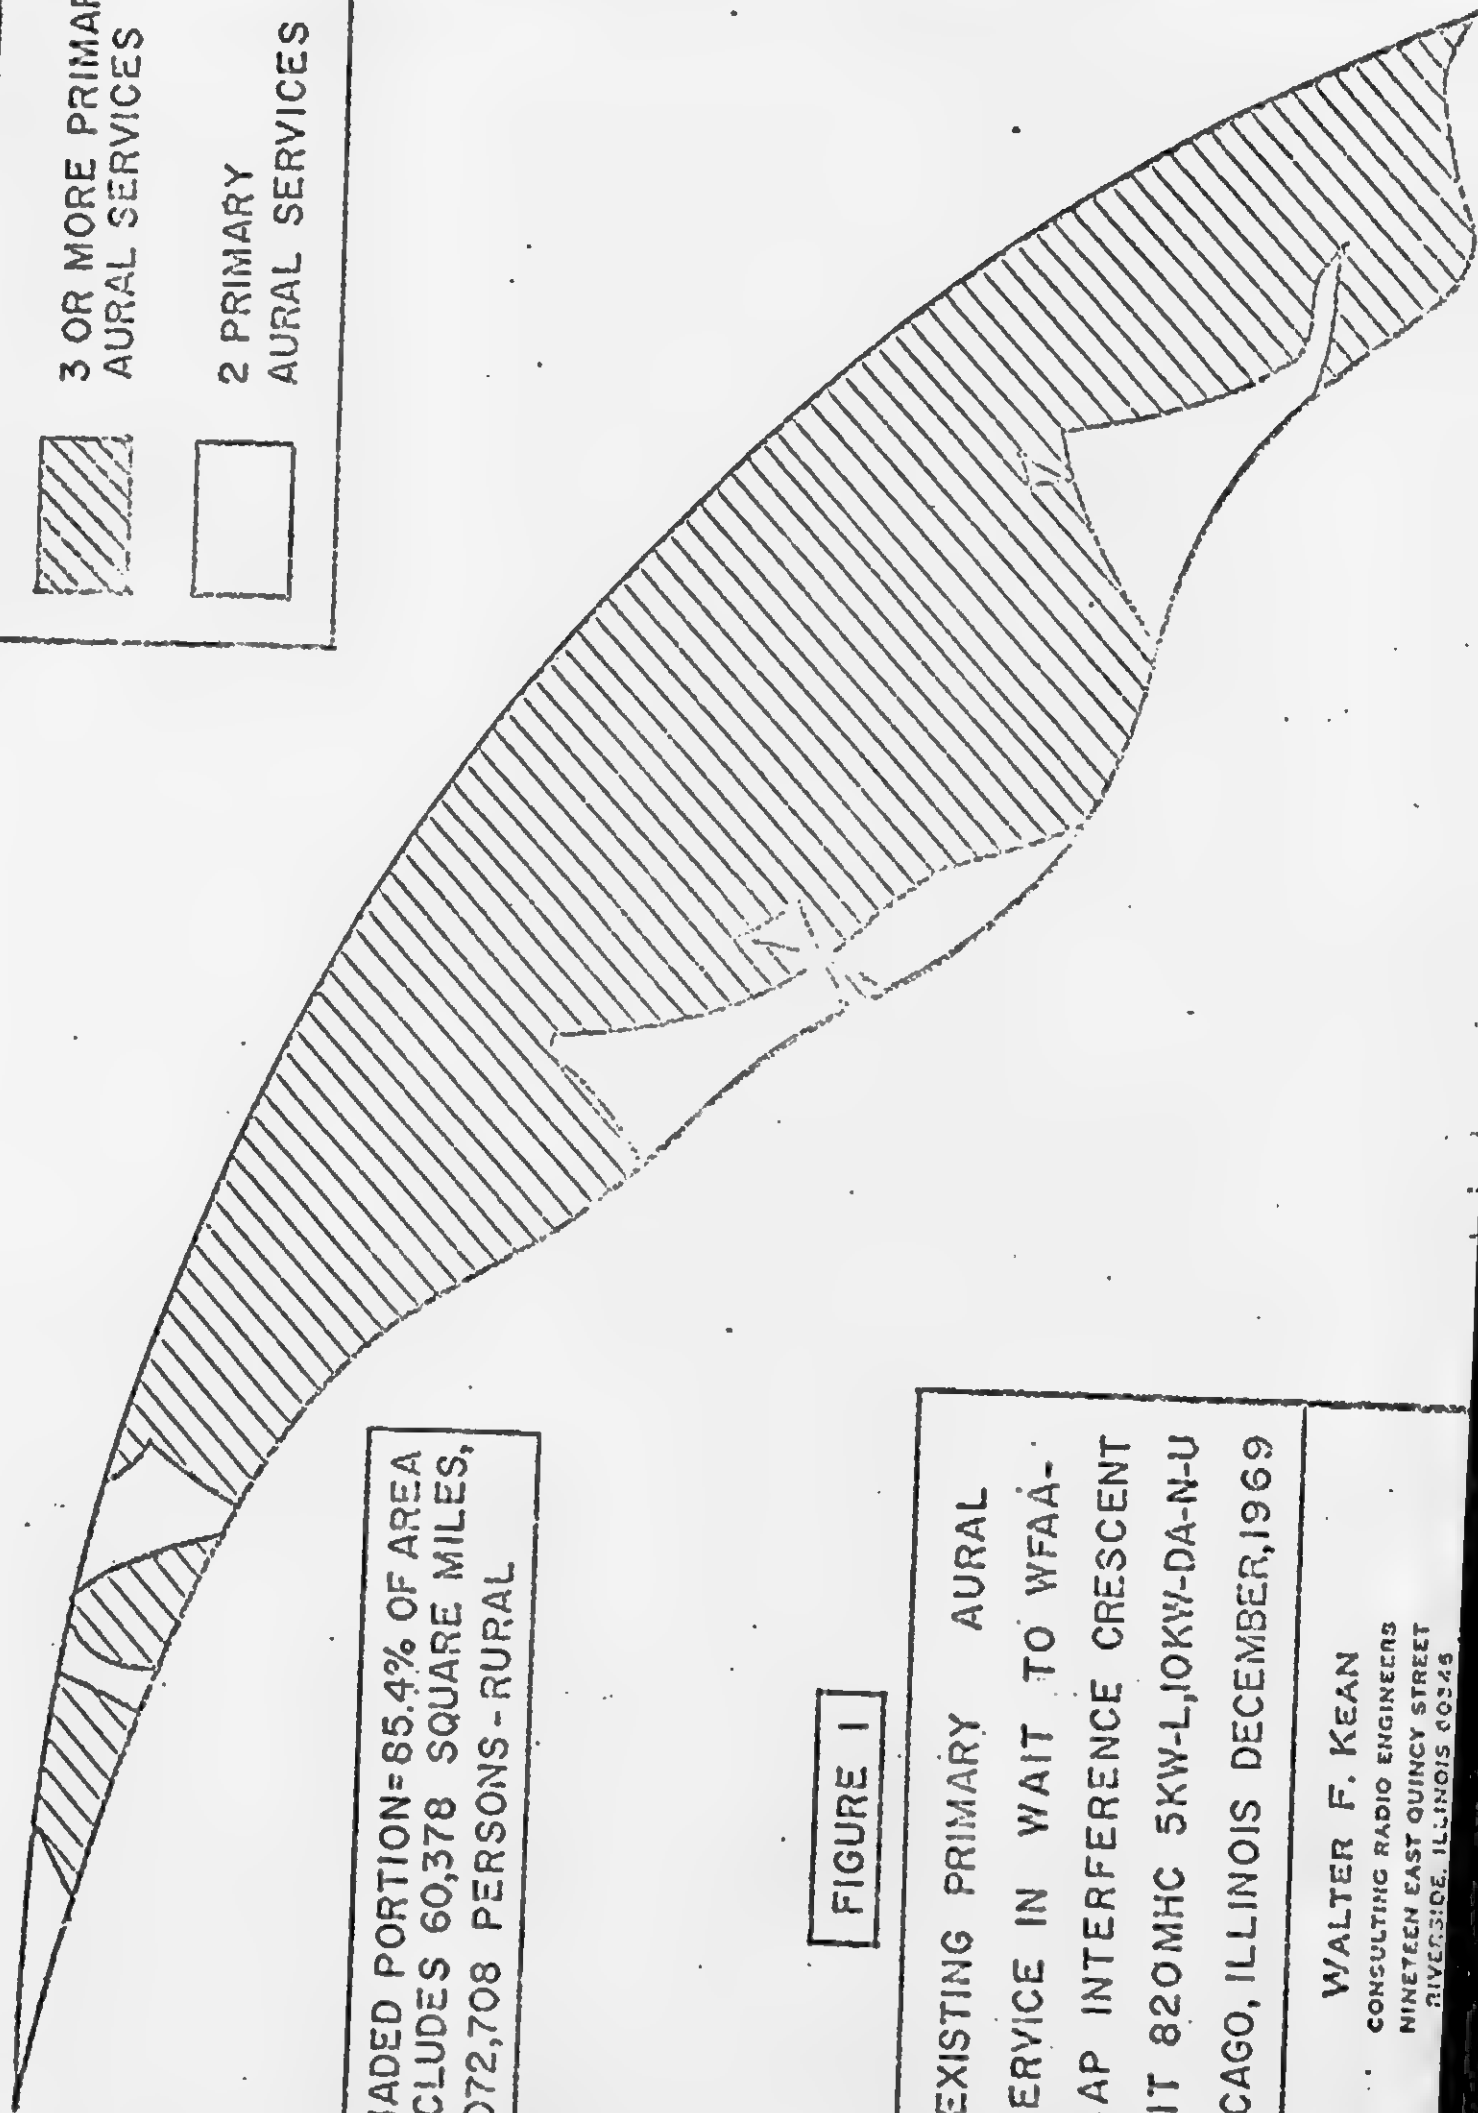 3 OR MORE PRIMAR
AURAL SERVICES
2 PRIMARY
AURAL SERVICES
ADED PORTION=85.4% OF AREA
CLUDES 60,378 SQUARE MILES,
072,708 PERSONS-RURAL
FIGURE 1
EXISTING PRIMARY AURAL
ERVICE IN WAIT TO WFAA-
AP INTERFERENCE CRESCENT
IT 820MHC 5KW-L,10KW-DA-N-U
CAGO, ILLINOIS DECEMBER,1969
WALTER F. KEAN
CONSULTING RADIO ENGINEERS
NINETEEN EAST QUINCY STREET
RIVERSIDE, ILLINOIS